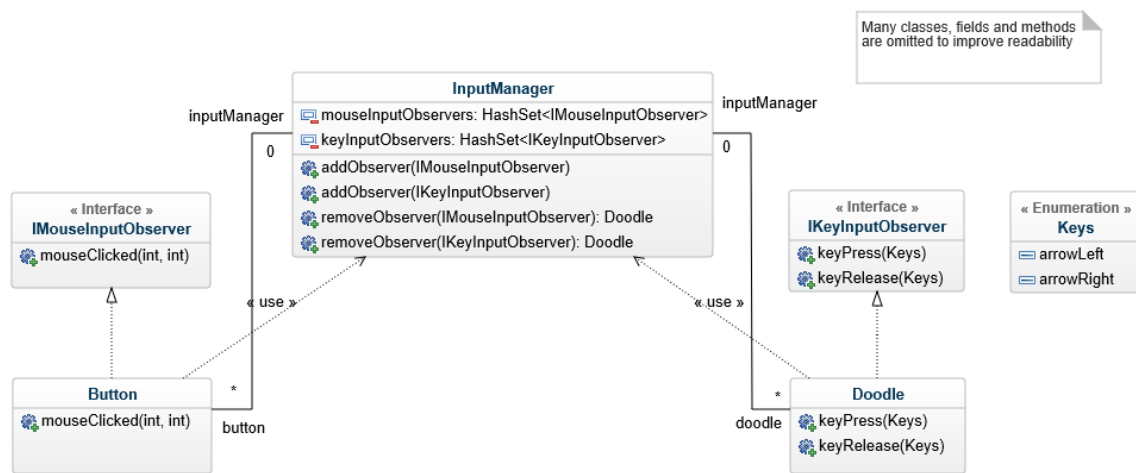 Many classes, fields and methods
are omitted to improve readability
InputManager
mouseInputObservers: HashSet<IMouseInputObserver>
keyInputObservers: HashSet<IKeyInputObserver>
addObserver(IMouseInputObserver)
addObserver(IKeyInputObserver)
removeObserver(IMouseInputObserver): Doodle
removeObserver(IKeyInputObserver): Doodle
inputManager
0
inputManager
0
« Interface »
IMouseInputObserver
mouseClicked(int, int)
« Interface »
IKeyInputObserver
keyPress(Keys)
keyRelease(Keys)
« Enumeration »
Keys
arrowLeft
arrowRight
« use »
« use »
Button
mouseClicked(int, int)
*
button
*
doodle
Doodle
keyPress(Keys)
keyRelease(Keys)